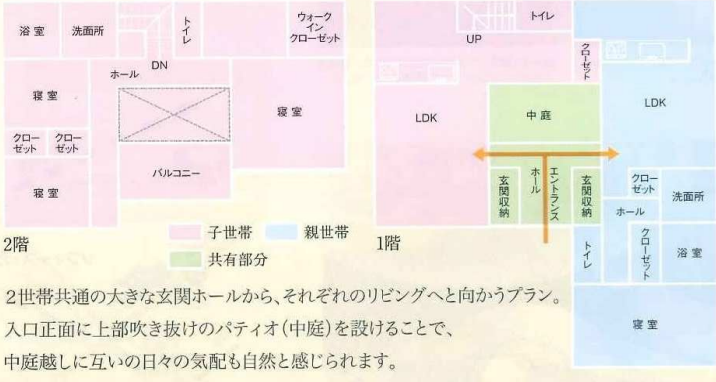 浴室
洗面所
トイレ
ウォーク
イン
クローゼット
DN
ホール
寝室
寝室
クロー
ゼット
クロー
ゼット
バルコニー
寝室
2階
トイレ
UP
クローゼット
LDK
中庭
LDK
玄関収納
ホール
エントランス
玄関収納
クロー
ゼット
洗面所
ホール
トイレ
クローゼット
浴室
寝室
1階
子世帯
親世帯
共有部分
2世帯共通の大きな玄関ホールから、それぞれのリビングへと向かうプラン。
入口正面に上部吹き抜けのパティオ(中庭)を設けることで、
中庭越しに互いの日々の気配も自然と感じられます。